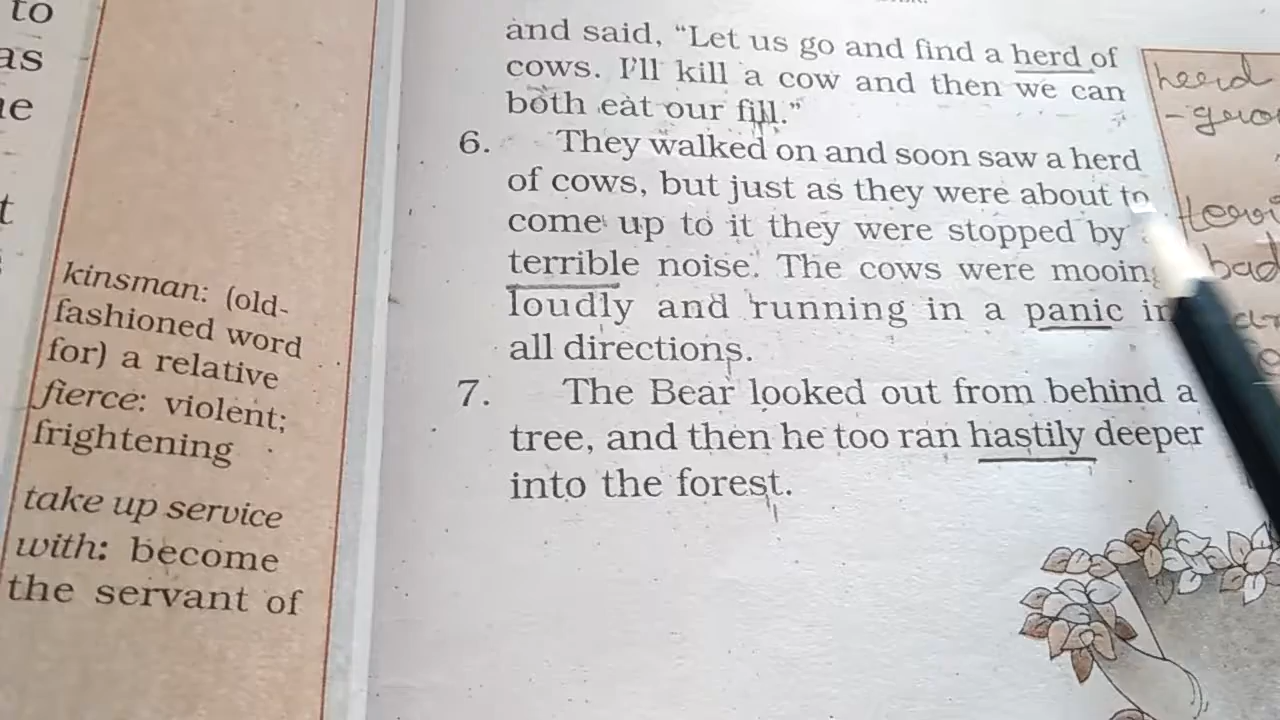 to
as
t
kinsman: (old-
fashioned word
for) a relative
fierce: violent;
frightening
take up service
with: become
the servant of
and said, “Let us go and find a herd of
cows. I'll kill a cow and then we can
both eat our fill.”
6. They walked on and soon saw a herd
of cows, but just as they were about to
come up to it they were stopped by
terrible noise. The cows were mooing
loudly and running in a panic in
all directions.
7. The Bear looked out from behind a
tree, and then he too ran hastily deeper
into the forest.
herd
bad